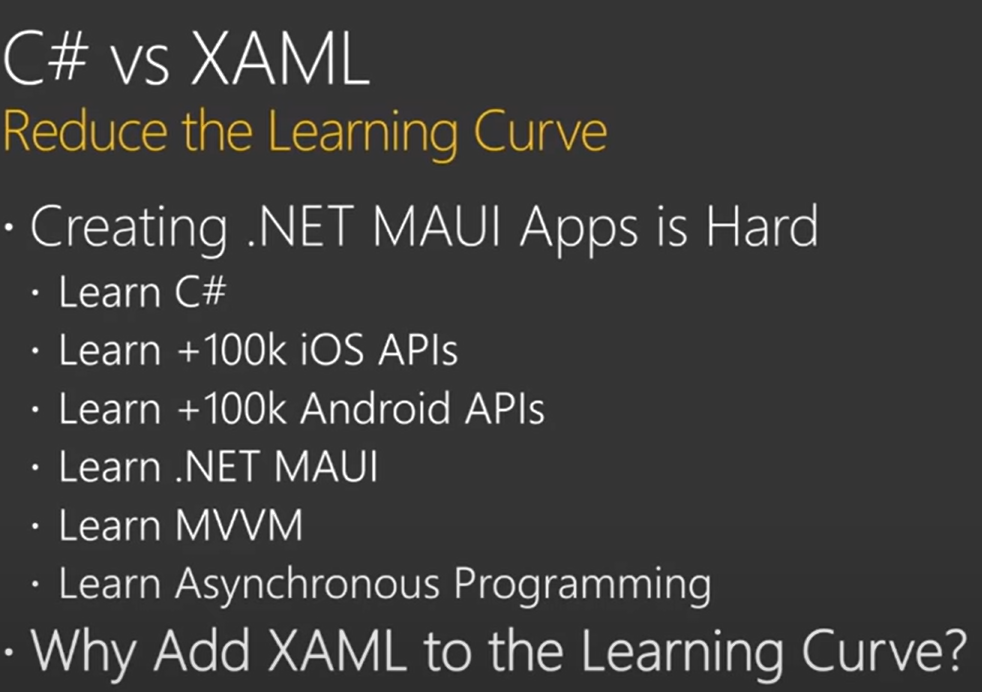 C# vs XAML
Reduce the Learning Curve
· Creating .NET MAUI Apps is Hard
· Learn C#
· Learn +100k iOS APIs
· Learn +100k Android APIs
· Learn .NET MAUI
· Learn MVVM
· Learn Asynchronous Programming
· Why Add XAML to the Learning Curve?